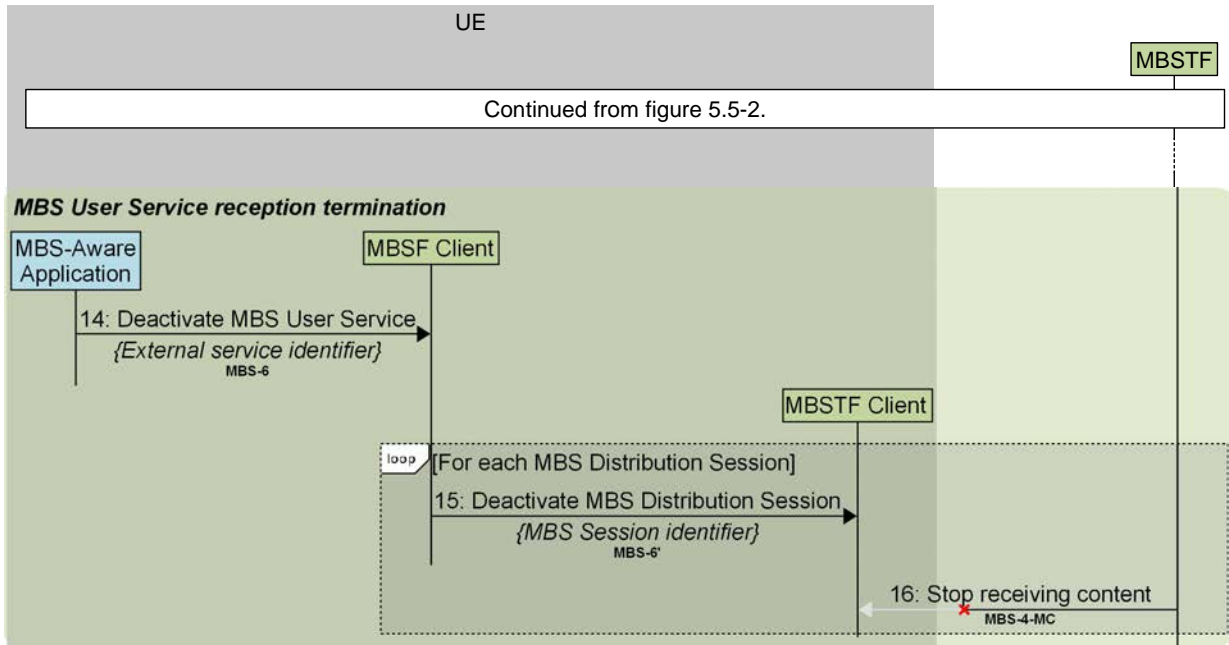 UE
MBSTF
Continued from figure 5.5-2.
MBS User Service reception termination
MBS-Aware
Application
MBSF Client
14: Deactivate MBS User Service
{External service identifier}
MBS-6
MBSTF Client
loop
[For each MBS Distribution Session]
15: Deactivate MBS Distribution Session
{MBS Session identifier}
MBS-6'
16: Stop receiving content
MBS-4-MC